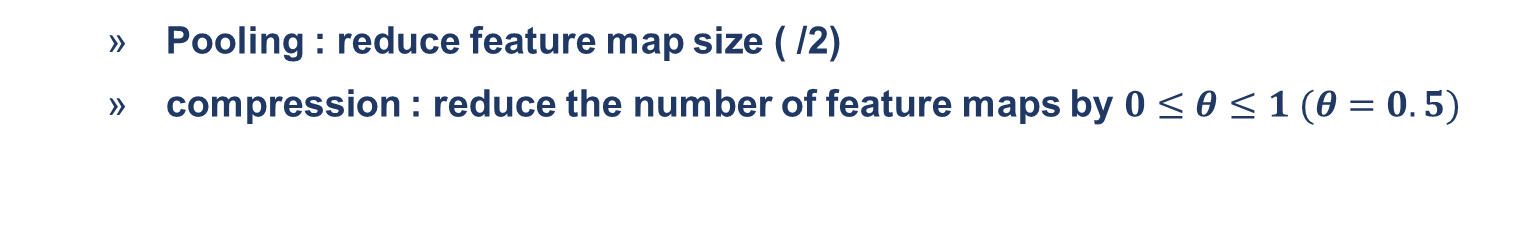 » Pooling : reduce feature map size ( /2)
» compression : reduce the number of feature maps by 0 ≤ θ ≤ 1 (θ = 0.5)